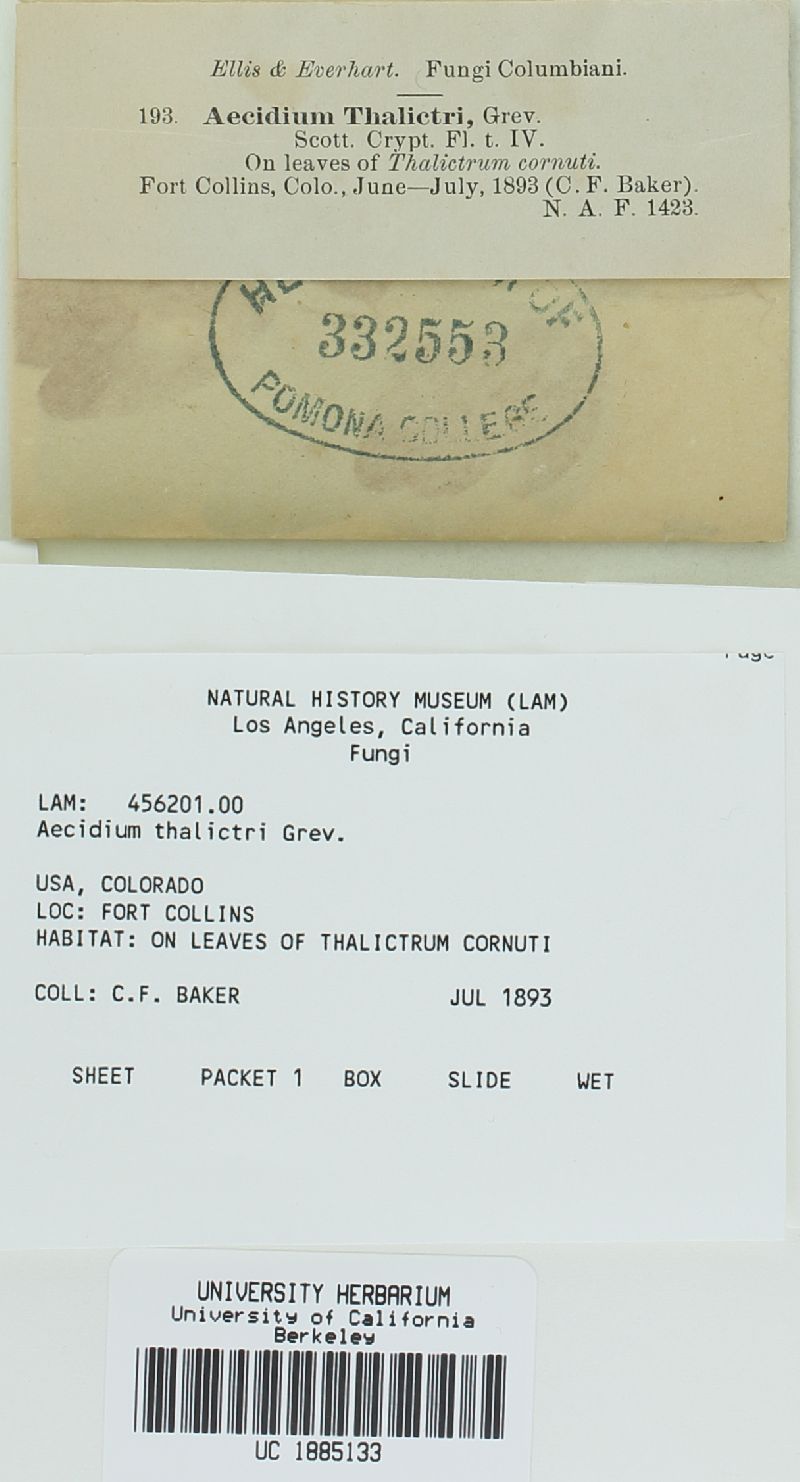 Ellis & Everhart. Fungi Columbiani.
193. Aecidium Thalictri, Grev.
Scott. Crypt. Fl. t. IV.
On leaves of Thalictrum cornuti.
Fort Collins, Colo., June—July, 1893 (C. F. Baker).
N. A. F. 1423.
OF
332553
POMONA COLLEGE
NATURAL HISTORY MUSEUM (LAM)
Los Angeles, California
Fungi
LAM: 456201.00
Aecidium thalictri Grev.
USA, COLORADO
LOC: FORT COLLINS
HABITAT: ON LEAVES OF THALICTRUM CORNUTI
COLL: C.F. BAKER JUL 1893
SHEET PACKET 1 BOX SLIDE WET
UNIVERSITY HERBARIUM
University of California
Berkeley
UC 1885133